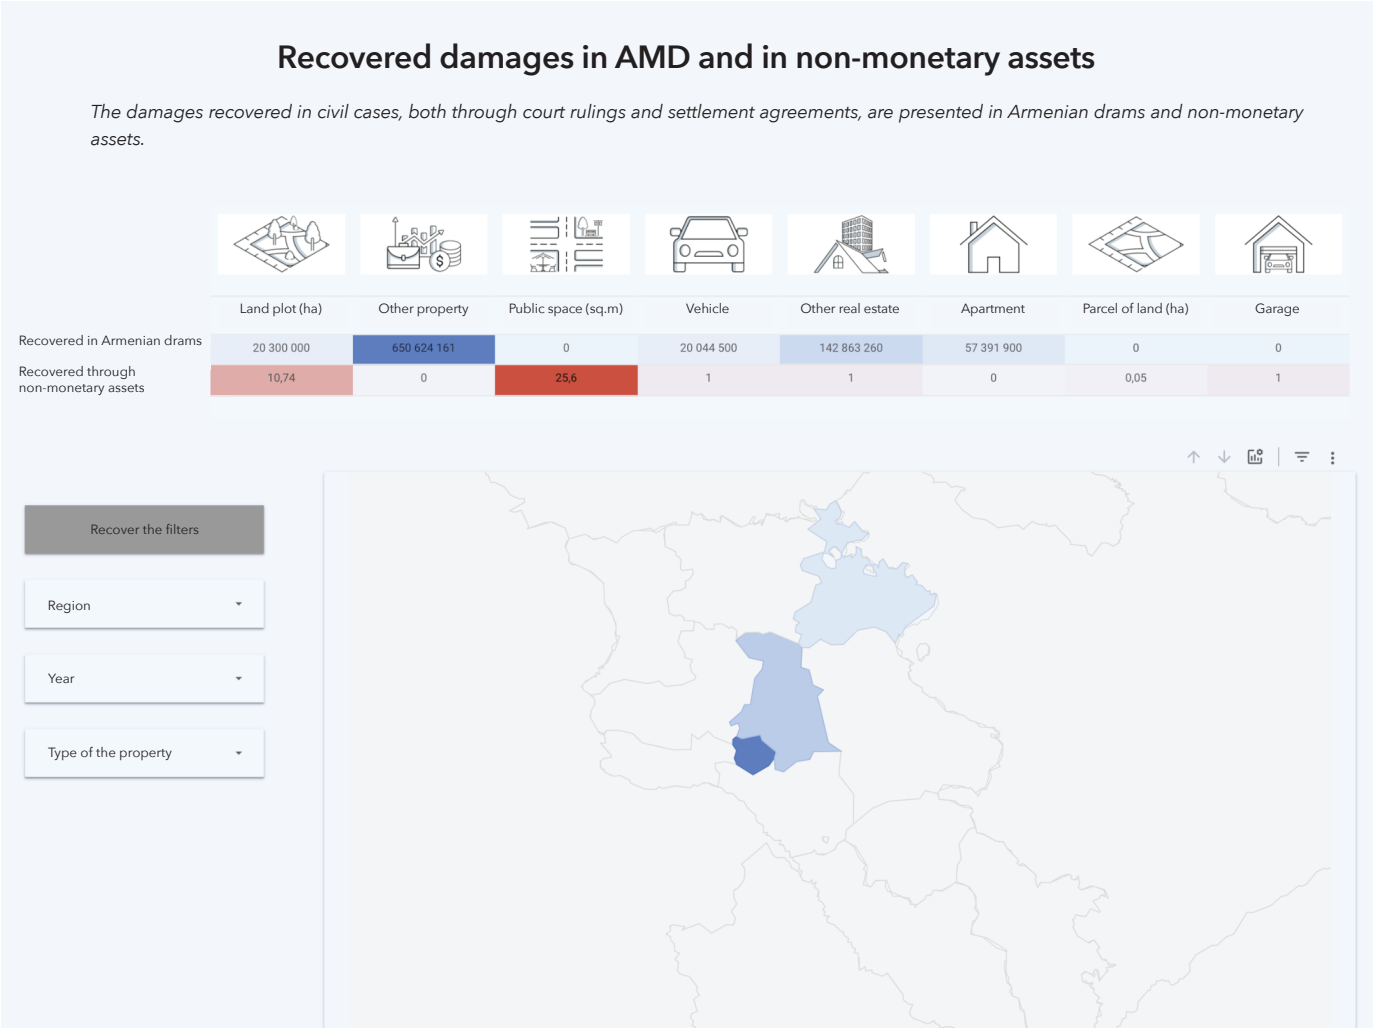 Recovered damages in AMD and in non-monetary assets
The damages recovered in civil cases, both through court rulings and settlement agreements, are presented in Armenian drams and non-monetary
assets.
$
Land plot (ha) Other property Public space (sq.m) Vehicle Other real estate Apartment Parcel of land (ha) Garage
Recovered in Armenian drams 20 300 000 650 624 161 0 20 044 500 142 863 260 57 391 900 0 0
Recovered through
non-monetary assets 10,74 0 25,6 1 1 0 0,05 1
Recover the filters
Region
Year
Type of the property